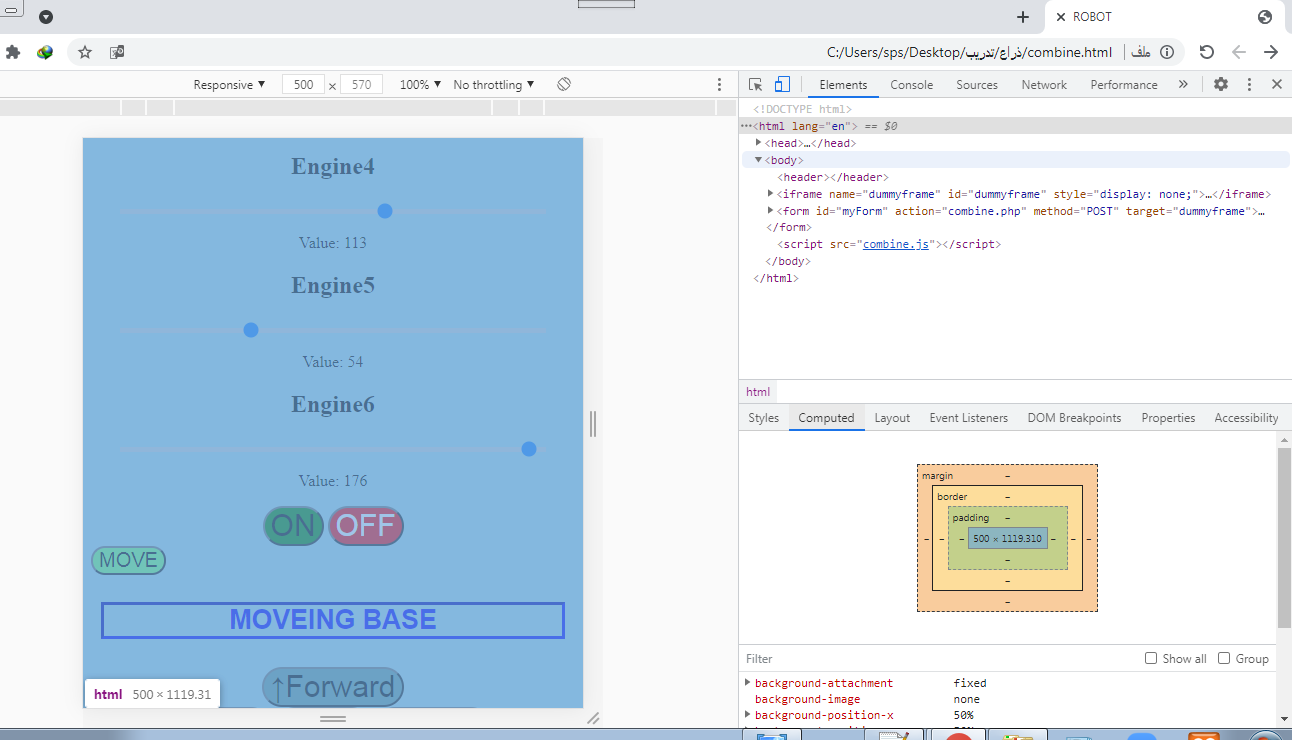 ROBOT
C:/Users/sps/Desktop/ذراع/تدريب/combine.html
ملف
Responsive
500 × 570
100%
No throttling
Engine4
Value: 113
Engine5
Value: 54
Engine6
Value: 176
ON OFF
MOVE
MOVEING BASE
↑Forward
html 500 × 1119.31
Elements Console Sources Network Performance »
<!DOCTYPE html>
⋯<html lang="en"> == $0
<head>…</head>
<body>
<header></header>
<iframe name="dummyframe" id="dummyframe" style="display: none;">…</iframe>
<form id="myForm" action="combine.php" method="POST" target="dummyframe">…
</form>
<script src="combine.js"></script>
</body>
</html>
html
Styles Computed Layout Event Listeners DOM Breakpoints Properties Accessibility
margin –
border –
padding –
– – – 500 × 1119.310 – – –
–
–
–
Filter Show all Group
background-attachment fixed
background-image none
background-position-x 50%